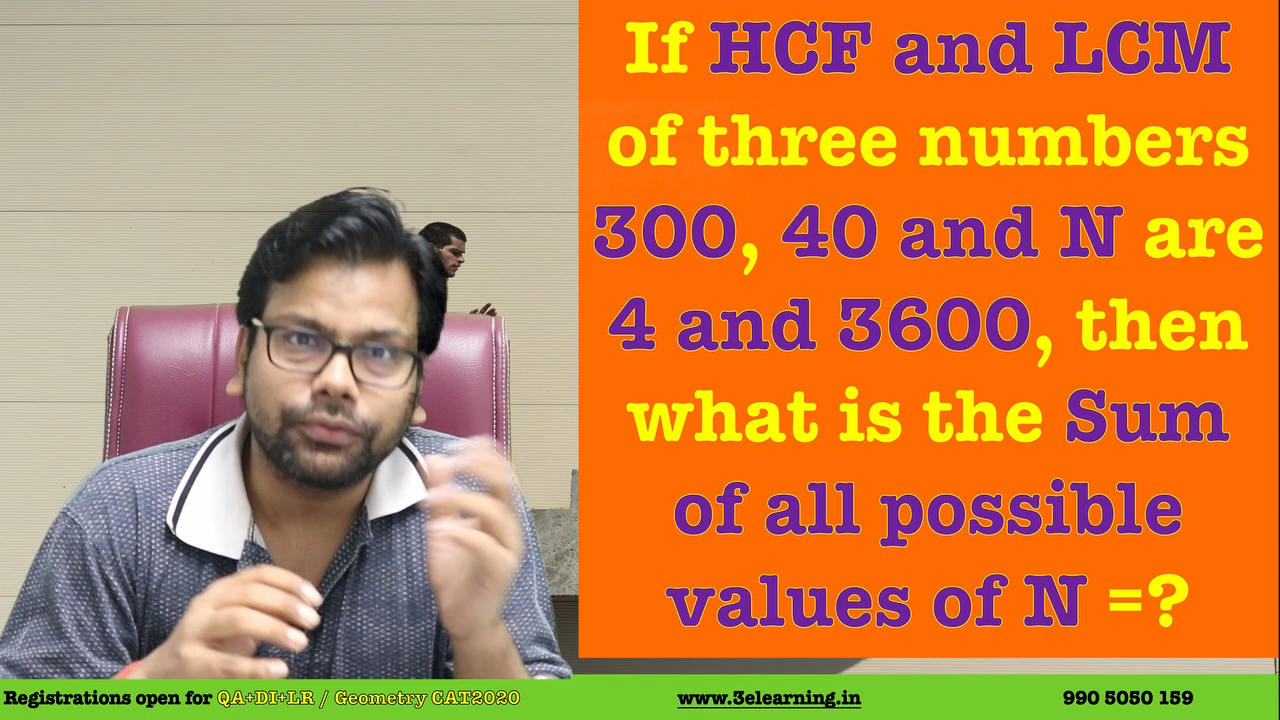 If HCF and LCM
of three numbers
300, 40 and N are
4 and 3600, then
what is the Sum
of all possible
values of N =?
Registrations open for QA+DI+LR / Geometry CAT2020
www.3elearning.in
990 5050 159